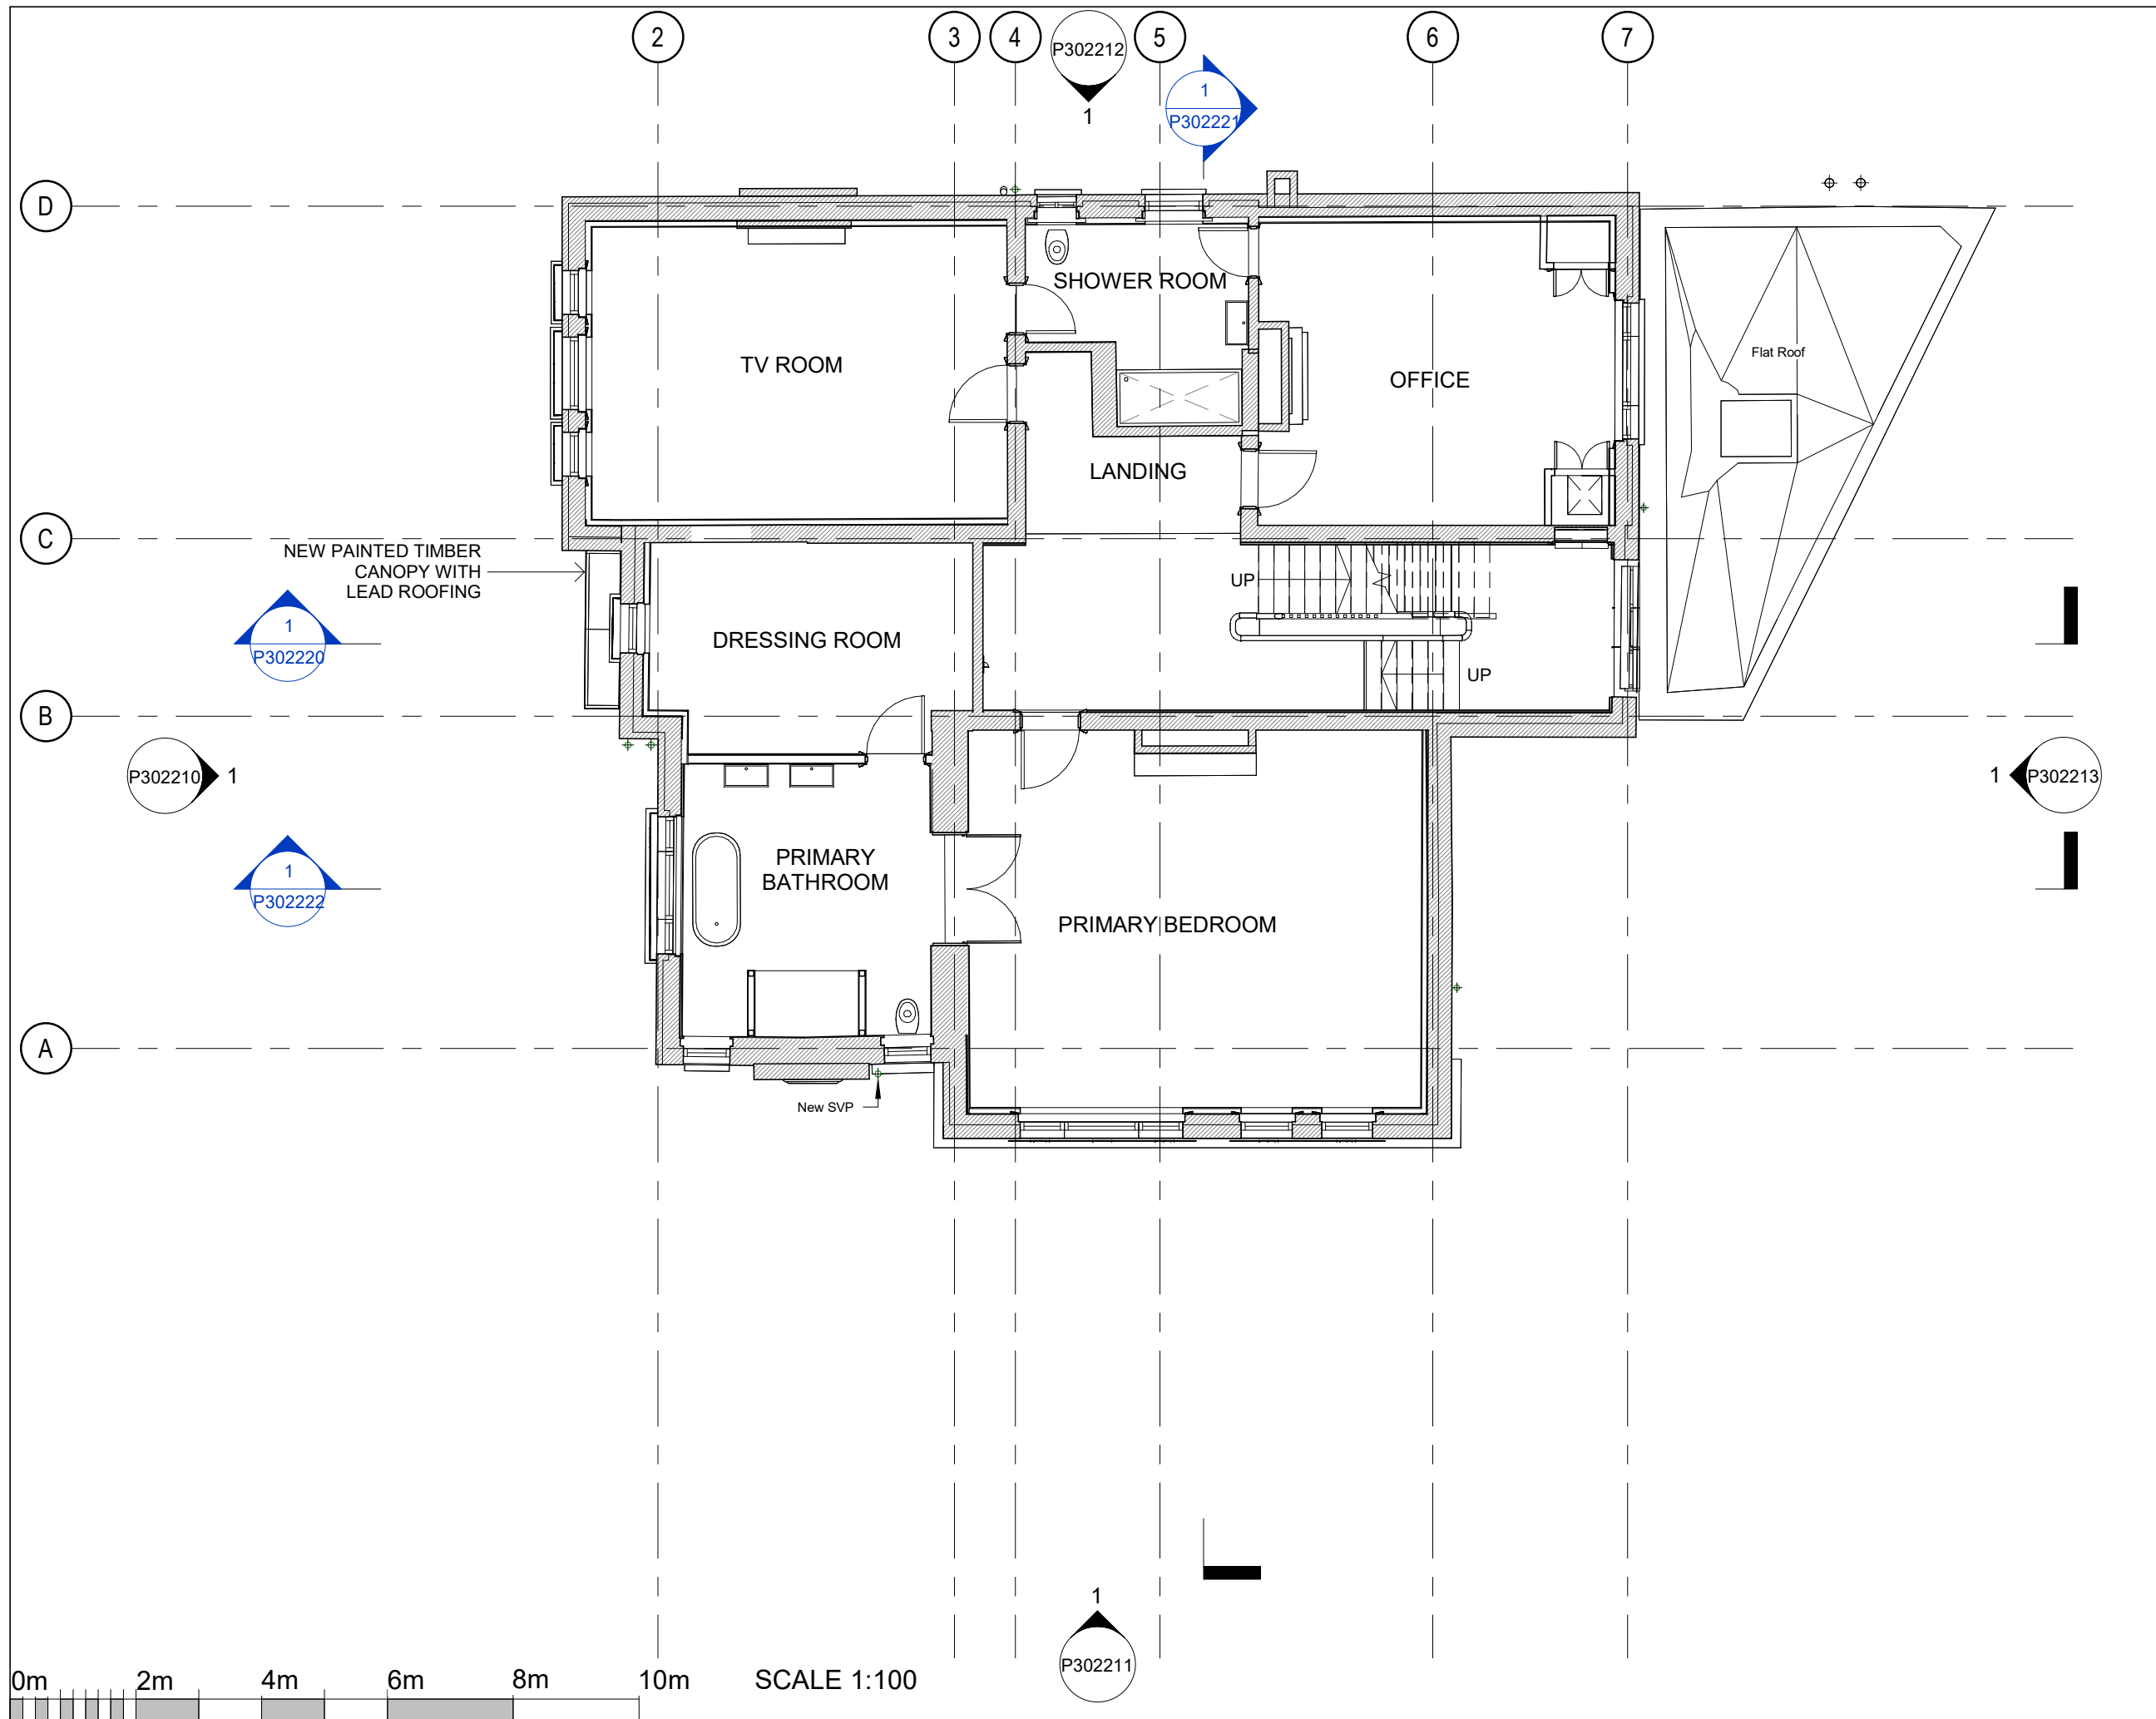 2
3
4
5
6
7
P302212
1
1
P302221
D
SHOWER ROOM
TV ROOM
Flat Roof
OFFICE
LANDING
C
NEW PAINTED TIMBER
CANOPY WITH
LEAD ROOFING
UP
1
P302220
DRESSING ROOM
UP
B
P302210
1
1
P302213
PRIMARY
BATHROOM
1
P302222
PRIMARY BEDROOM
A
New SVP
1
P302211
0m
2m
4m
6m
8m
10m
SCALE 1:100